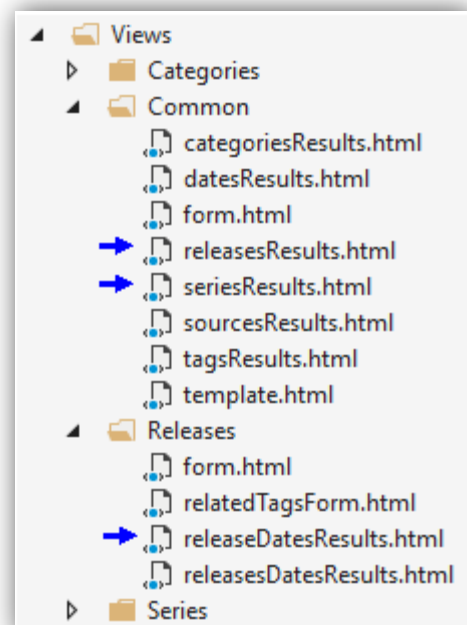 Views
Categories
Common
categoriesResults.html
datesResults.html
form.html
releasesResults.html
seriesResults.html
sourcesResults.html
tagsResults.html
template.html
Releases
form.html
relatedTagsForm.html
releaseDatesResults.html
releasesDatesResults.html
Series